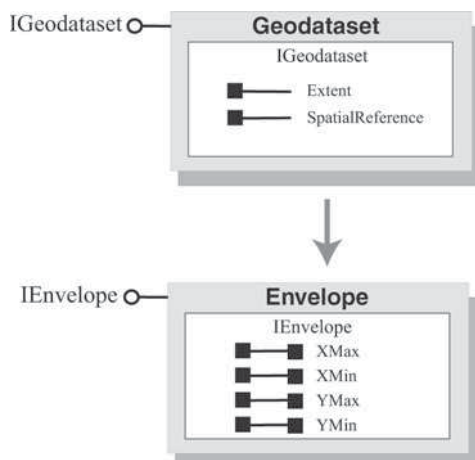 IGeodataset
Geodataset
IGeodataset
Extent
SpatialReference
IEnvelope
Envelope
IEnvelope
XMax
XMin
YMax
YMin